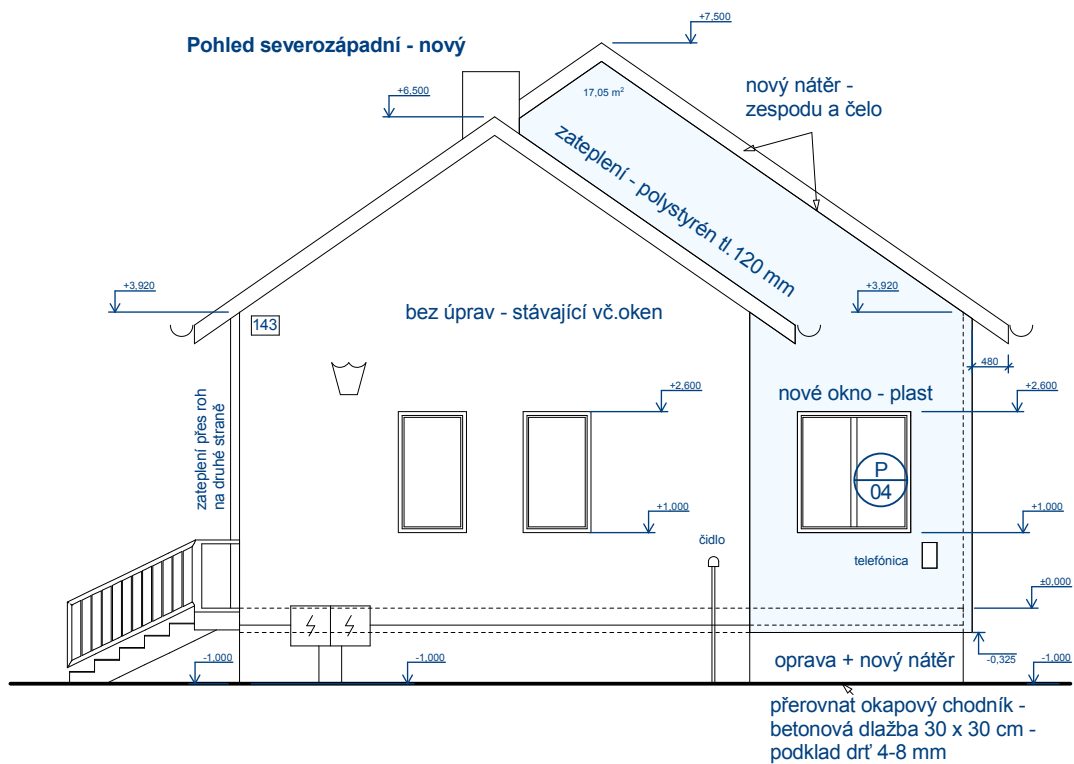 Pohled severozápadní - nový
+7,500
+6,500
17,05 m²
nový nátěr -
zespodu a čelo
zateplení - polystyrén tl.120 mm
+3,920
+3,920
143
bez úprav - stávající vč.oken
480
zateplení přes roh
na druhé straně
+2,600
nové okno - plast
+2,600
P
04
+1,000
+1,000
čidlo
telefónica
±0,000
-1,000
-1,000
oprava + nový nátěr
-0,325
-1,000
přerovnat okapový chodník -
betonová dlažba 30 x 30 cm -
podklad drť 4-8 mm